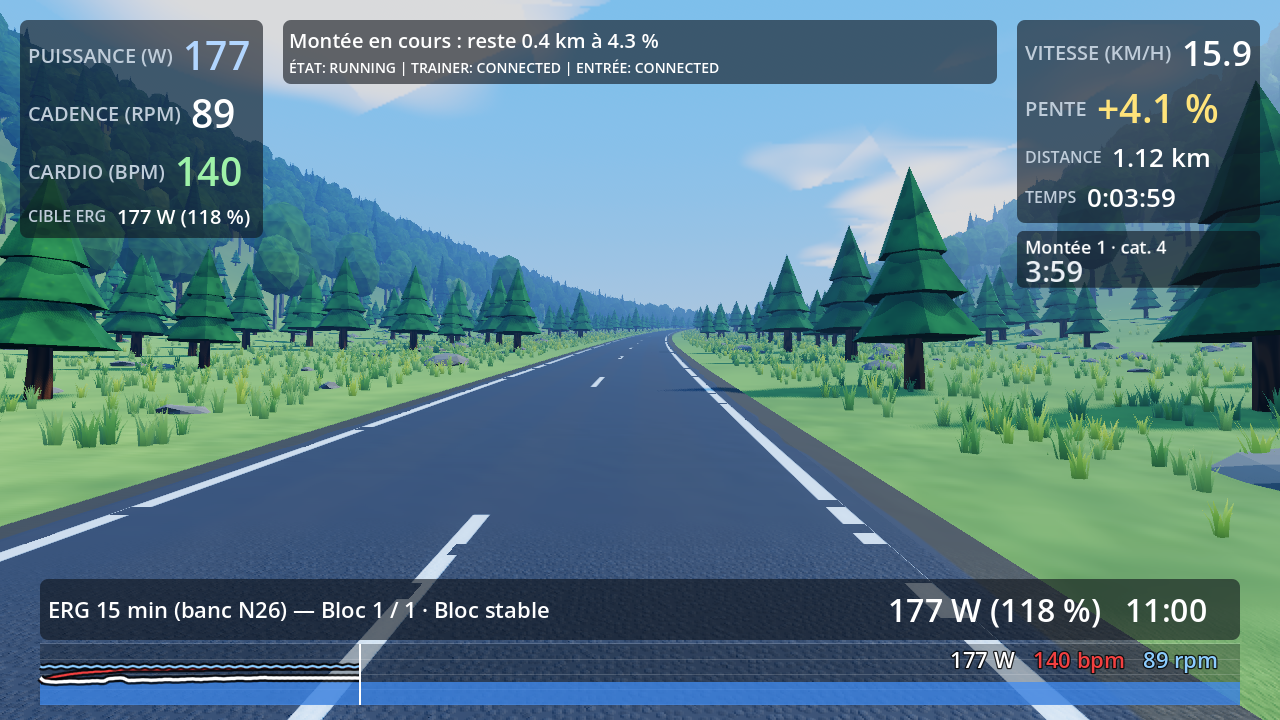 PUISSANCE (W) 177
CADENCE (RPM) 89
CARDIO (BPM) 140
CIBLE ERG 177 W (118 %)
Montée en cours : reste 0.4 km à 4.3 %
ÉTAT: RUNNING | TRAINER: CONNECTED | ENTRÉE: CONNECTED
VITESSE (KM/H) 15.9
PENTE +4.1 %
DISTANCE 1.12 km
TEMPS 0:03:59
Montée 1 · cat. 4
3:59
ERG 15 min (banc N26) — Bloc 1 / 1 · Bloc stable 177 W (118 %) 11:00
177 W 140 bpm 89 rpm